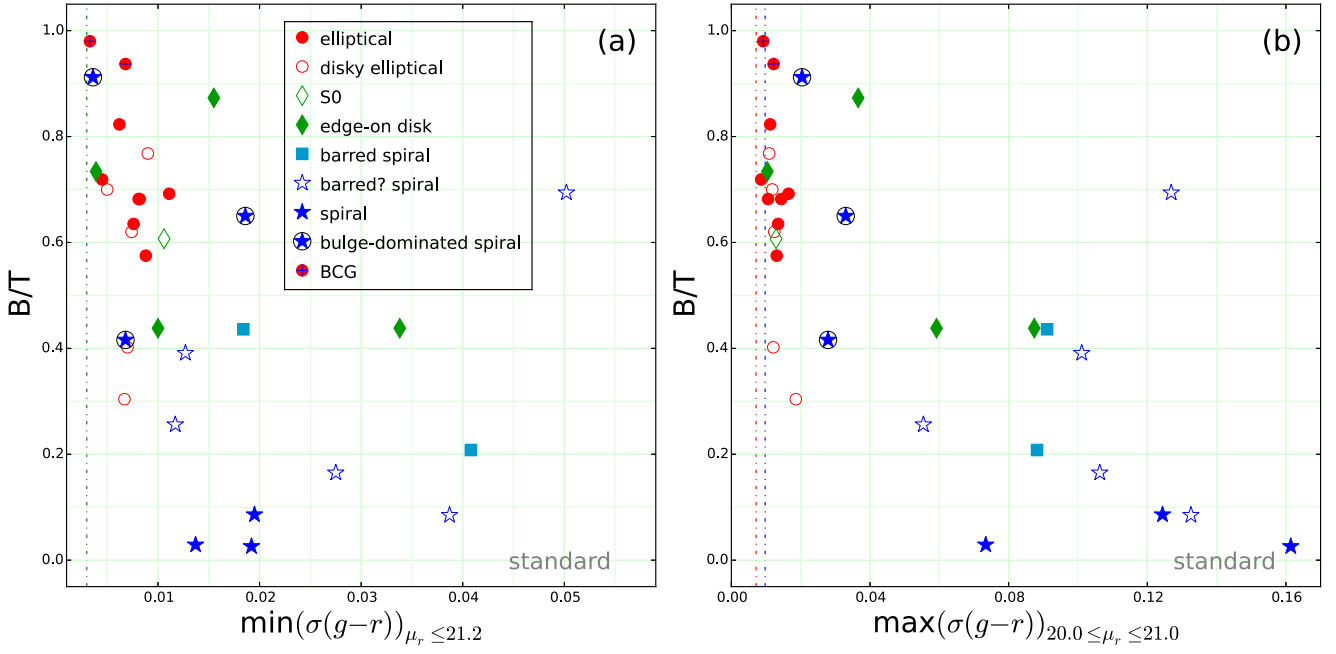 B/T
1.0
0.8
0.6
0.4
0.2
0.0
(a)
elliptical
disky elliptical
S0
edge-on disk
barred spiral
barred? spiral
spiral
bulge-dominated spiral
BCG
standard
0.01 0.02 0.03 0.04 0.05
min(σ(g−r))μr ≤21.2
B/T
1.0
0.8
0.6
0.4
0.2
0.0
(b)
standard
0.00 0.04 0.08 0.12 0.16
max(σ(g−r))20.0≤μr ≤21.0